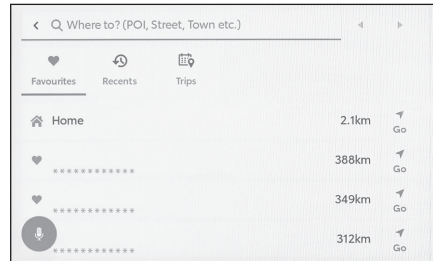 Where to? (POI, Street, Town etc.)
Favourites Recents Trips
Home 2.1km Go
************ 388km Go
************ 349km Go
************ 312km Go